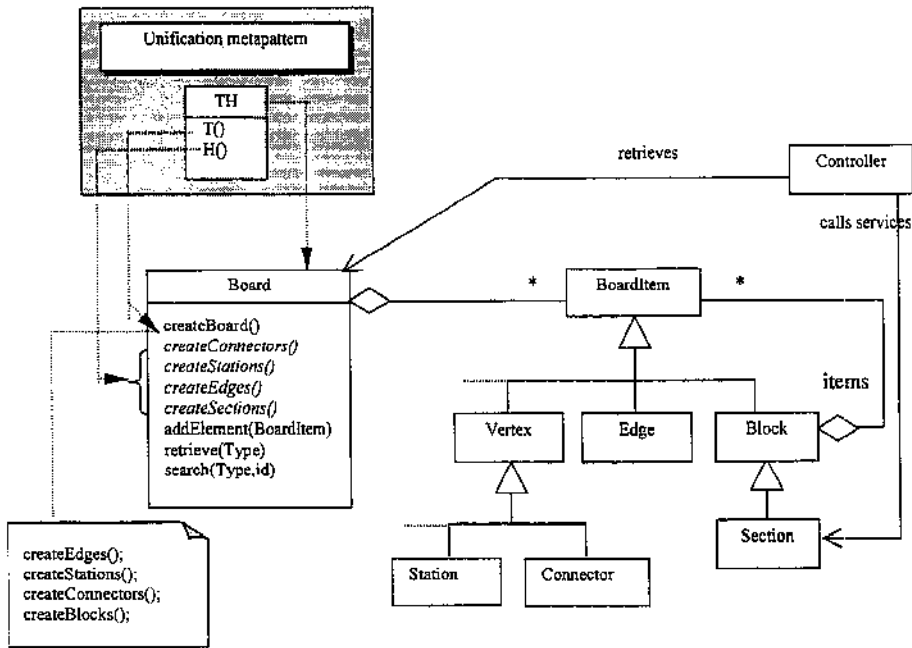 Unification metapattern
TH
T()
H()
retrieves
Controller
calls services
Board
*
BoardItem
*
createBoard()
createConnectors()
createStations()
createEdges()
createSections()
addElement(BoardItem)
retrieve(Type)
search(Type,id)
items
Vertex
Edge
Block
Section
Station
Connector
createEdges();
createStations();
createConnectors();
createBlocks();